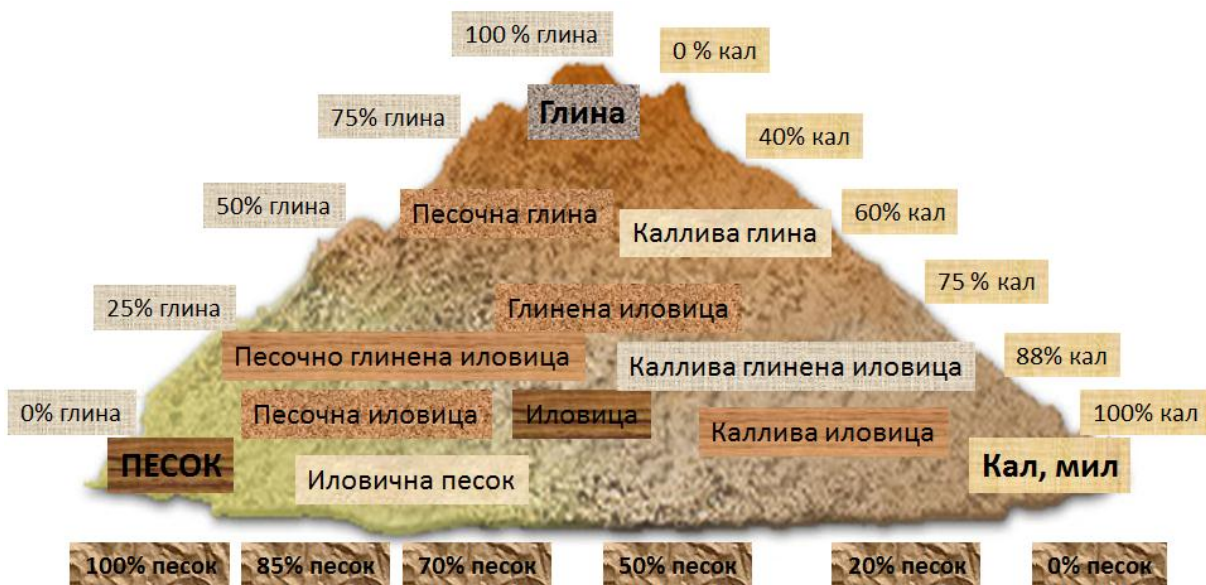 100 % глина
0 % кал
Глина
75% глина
40% кал
50% глина
Песочна глина
Каллива глина
60% кал
25% глина
Глинена иловица
75 % кал
Песочно глинена иловица
Каллива глинена иловица
88% кал
0% глина
Песочна иловица
Иловица
Каллива иловица
100% кал
ПЕСОК
Иловична песок
Кал, мил
100% песок
85% песок
70% песок
50% песок
20% песок
0% песок